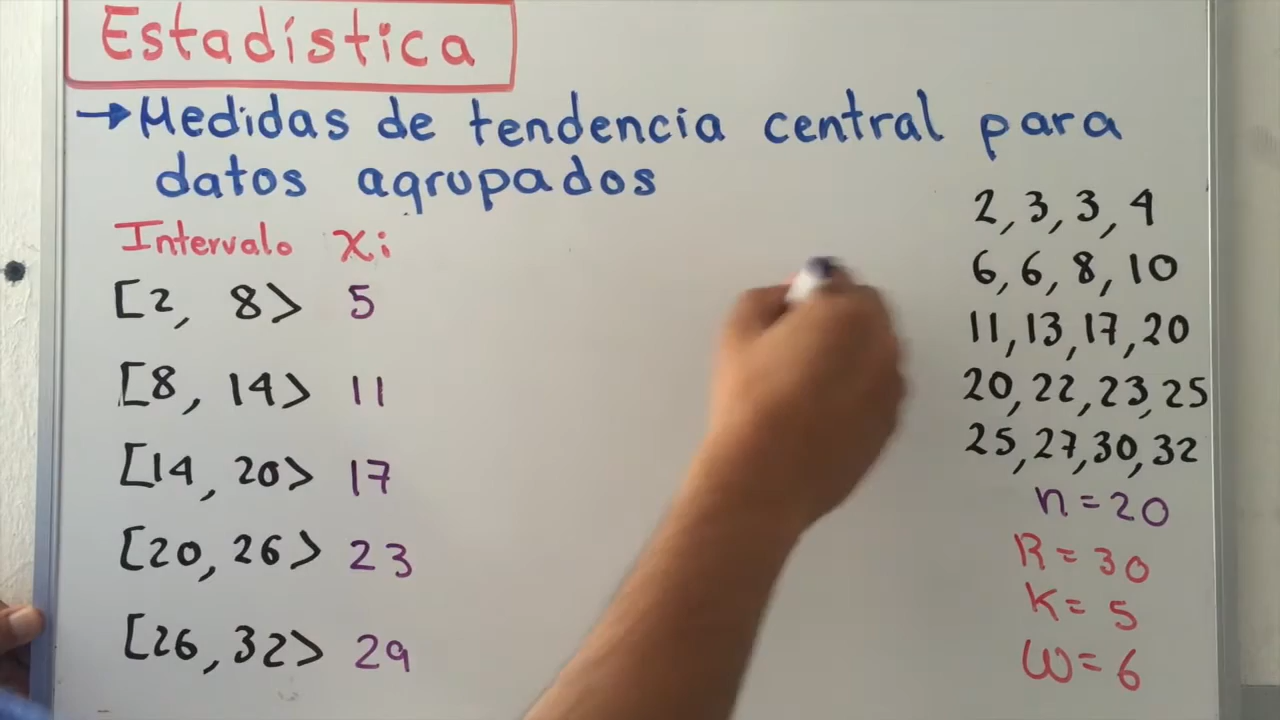 Estadística
→Medidas de tendencia central para
datos agrupados
Intervalo xi
[2, 8> 5
[8, 14> 11
[14, 20> 17
[20, 26> 23
[26, 32> 29
2, 3, 3, 4
6, 6, 8, 10
11, 13, 17, 20
20, 22, 23, 25
25, 27, 30, 32
n = 20
R = 30
K = 5
W = 6